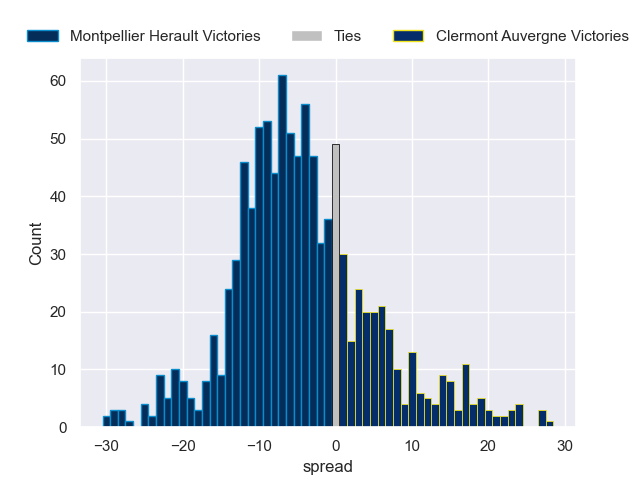 Montpellier Herault Victories Ties Clermont Auvergne Victories
60
50
40
30
20
10
0
Count
−30 −20 −10 0 10 20 30
spread